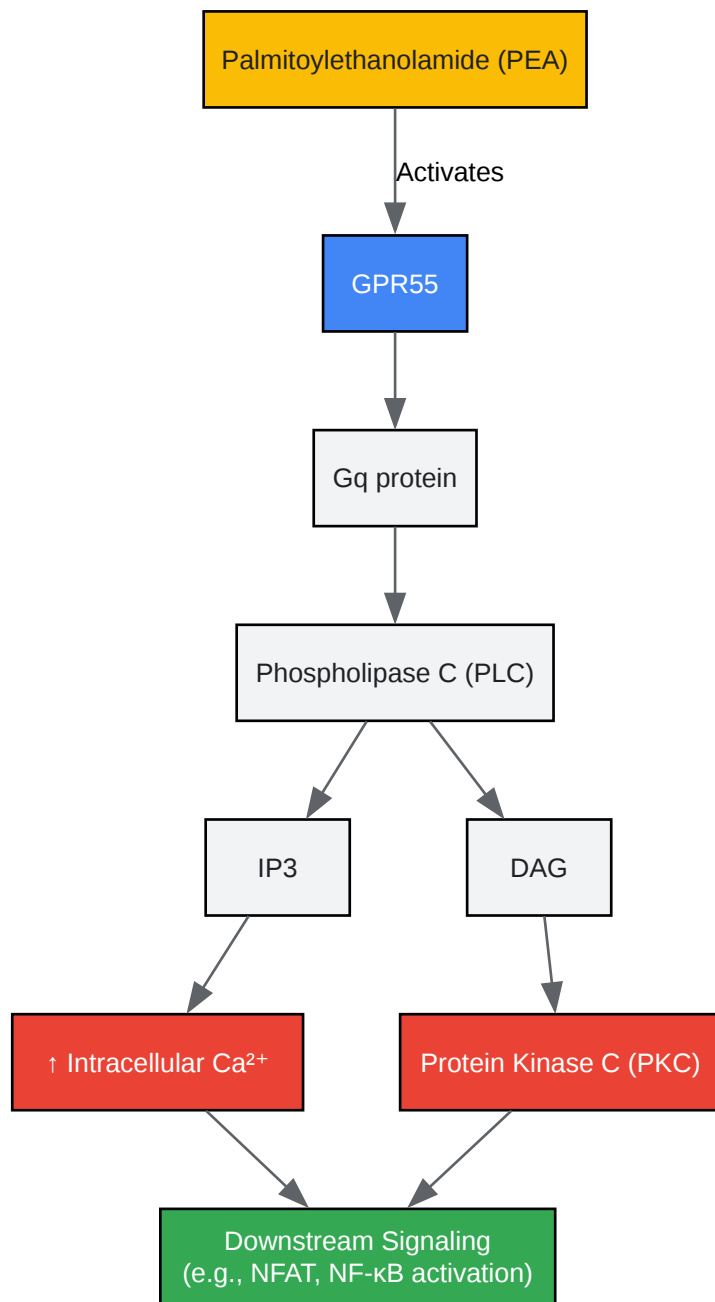 Palmitoylethanolamide (PEA)
Activates
GPR55
Gq protein
Phospholipase C (PLC)
IP3
DAG
↑ Intracellular Ca²⁺
Protein Kinase C (PKC)
Downstream Signaling
(e.g., NFAT, NF-κB activation)